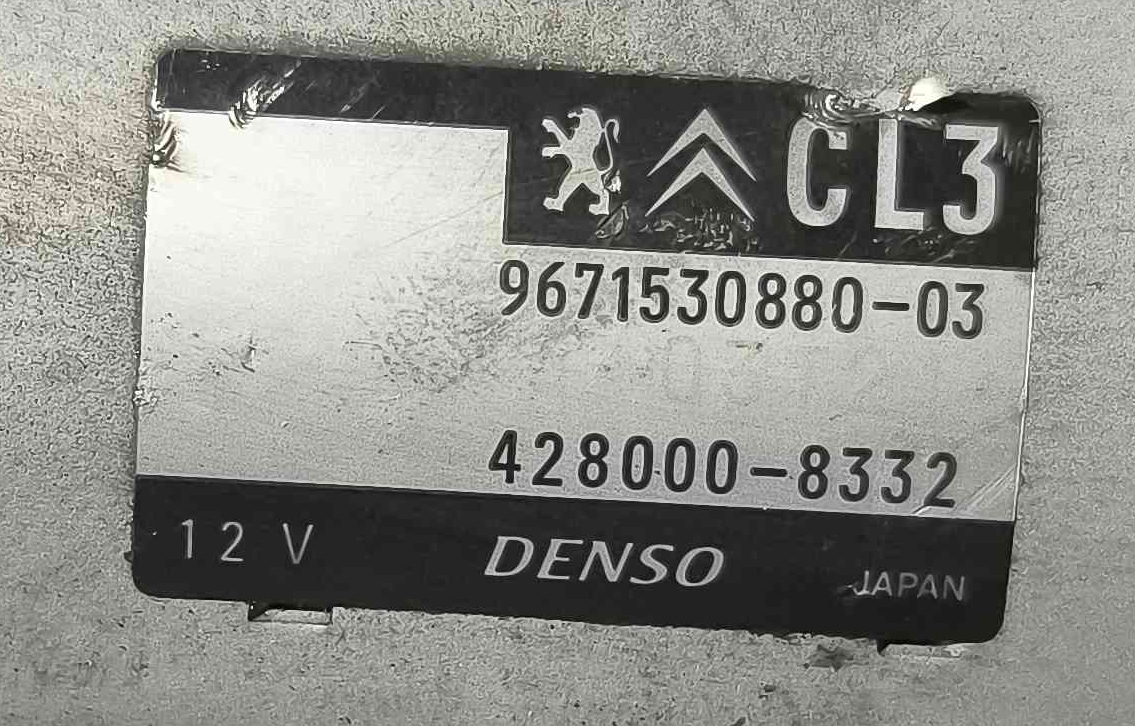 CL3
9671530880-03
428000-8332
12 V DENSO JAPAN